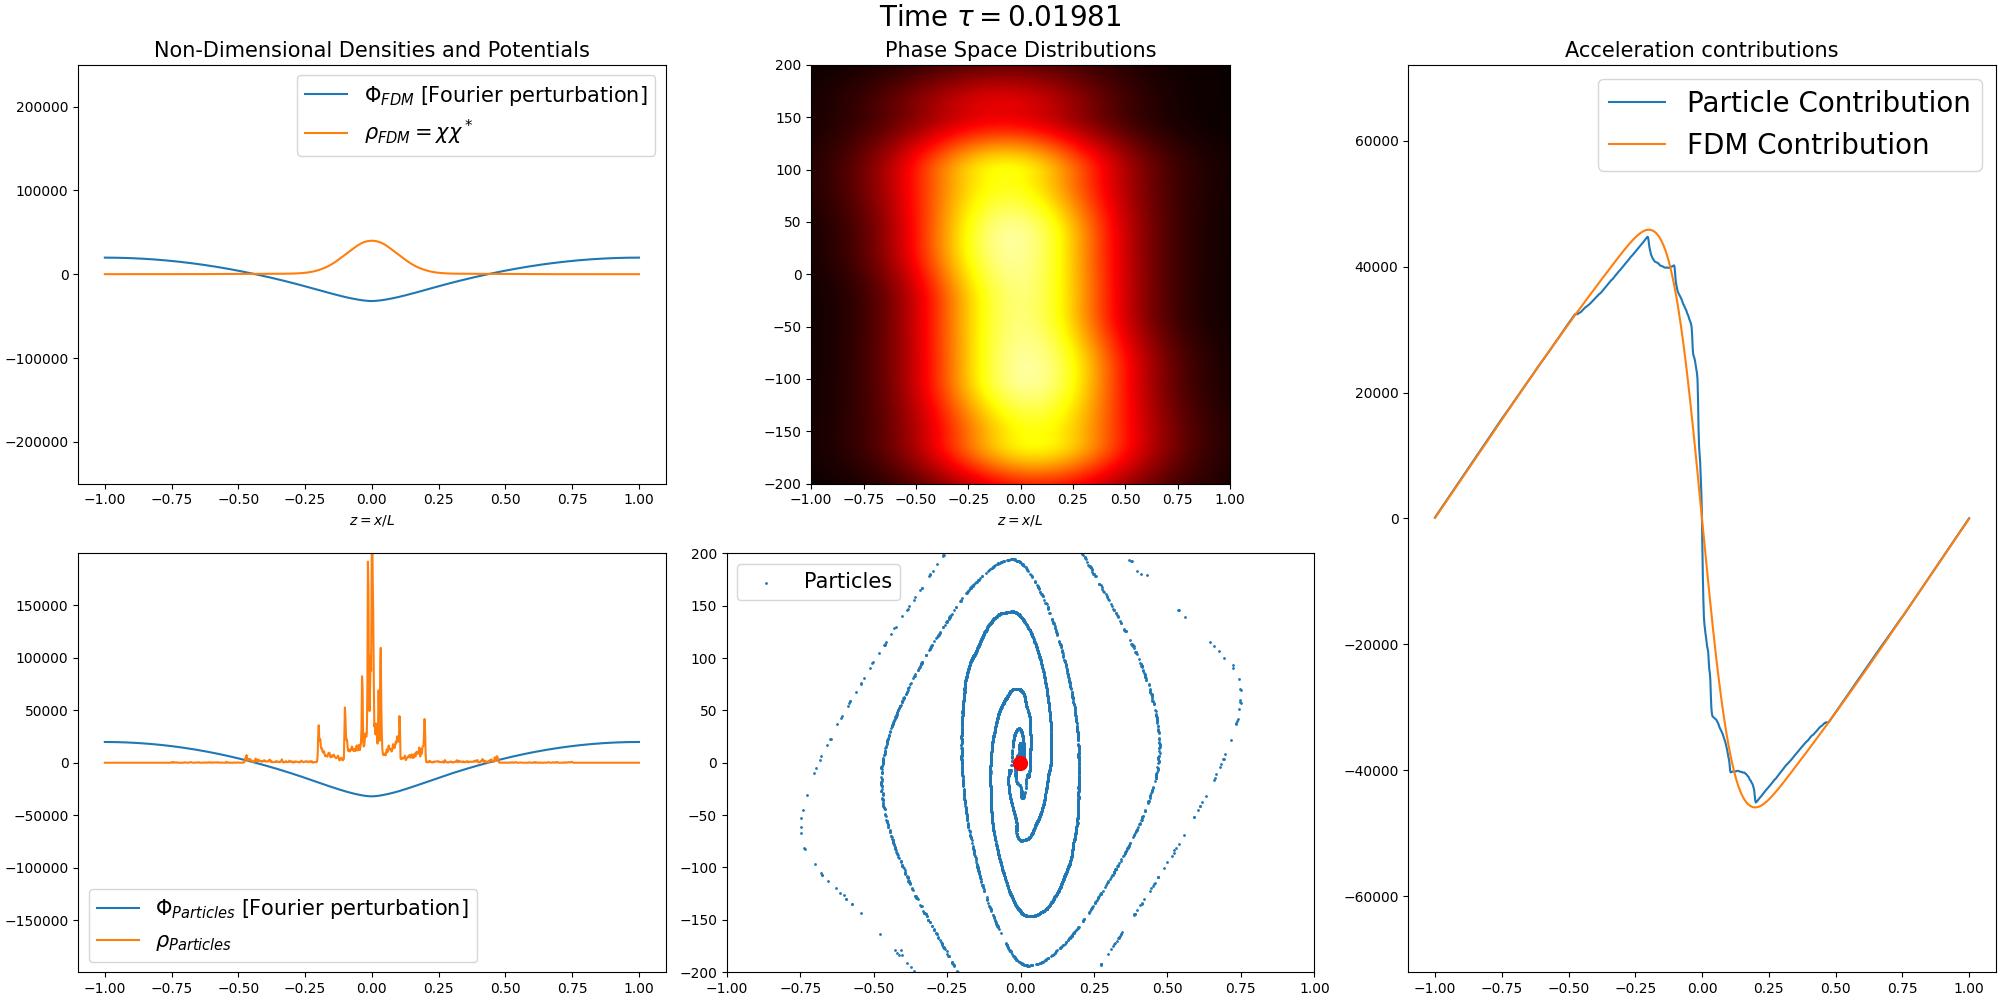 Time τ = 0.01981
Non-Dimensional Densities and Potentials
Φ_FDM [Fourier perturbation]
ρ_FDM = χχ*
200000
100000
0
−100000
−200000
−1.00 −0.75 −0.50 −0.25 0.00 0.25 0.50 0.75 1.00
z = x/L
Phase Space Distributions
200
150
100
50
0
−50
−100
−150
−200
−1.00 −0.75 −0.50 −0.25 0.00 0.25 0.50 0.75 1.00
z = x/L
Acceleration contributions
Particle Contribution
FDM Contribution
60000
40000
20000
0
−20000
−40000
−60000
−1.00 −0.75 −0.50 −0.25 0.00 0.25 0.50 0.75 1.00
150000
100000
50000
0
−50000
−100000
−150000
Φ_Particles [Fourier perturbation]
ρ_Particles
−1.00 −0.75 −0.50 −0.25 0.00 0.25 0.50 0.75 1.00
Particles
200
150
100
50
0
−50
−100
−150
−200
−1.00 −0.75 −0.50 −0.25 0.00 0.25 0.50 0.75 1.00